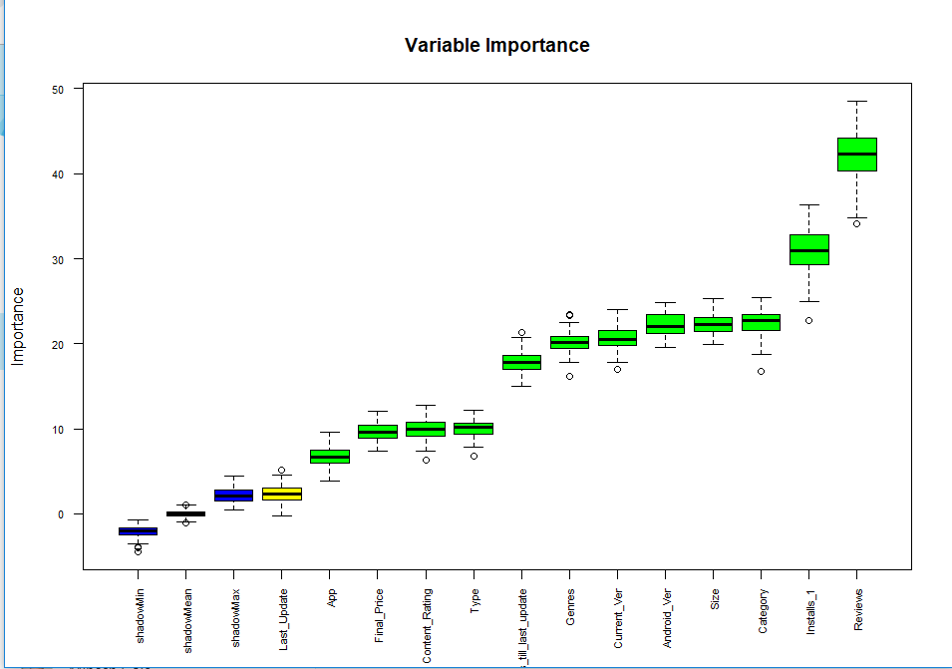 Variable Importance
Importance
50
40
30
20
10
0
shadowMin
shadowMean
shadowMax
Last_Update
App
Final_Price
Content_Rating
Type
s_till_last_update
Genres
Current_Ver
Android_Ver
Size
Category
Installs_1
Reviews